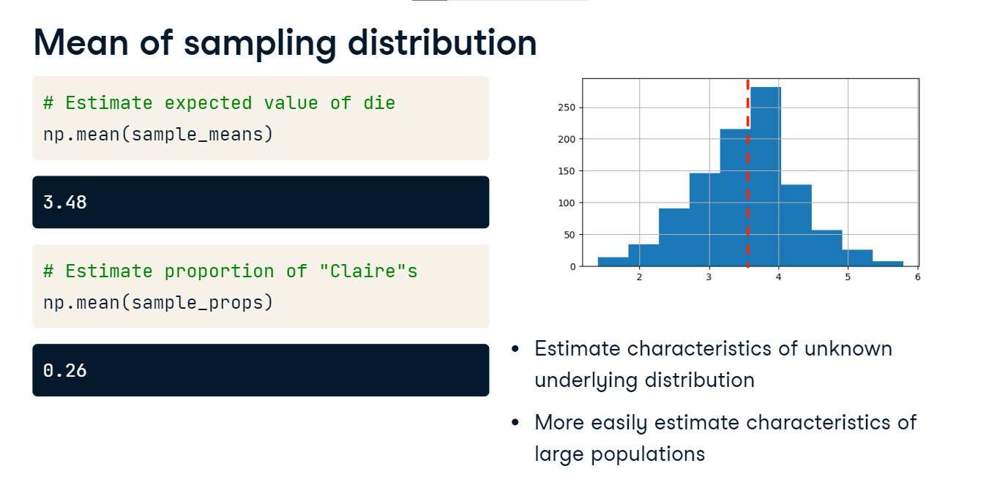 Mean of sampling distribution
# Estimate expected value of die
np.mean(sample_means)
3.48
# Estimate proportion of "Claire"s
np.mean(sample_props)
0.26
250
200
150
100
50
0
2 3 4 5 6
• Estimate characteristics of unknown
underlying distribution
• More easily estimate characteristics of
large populations